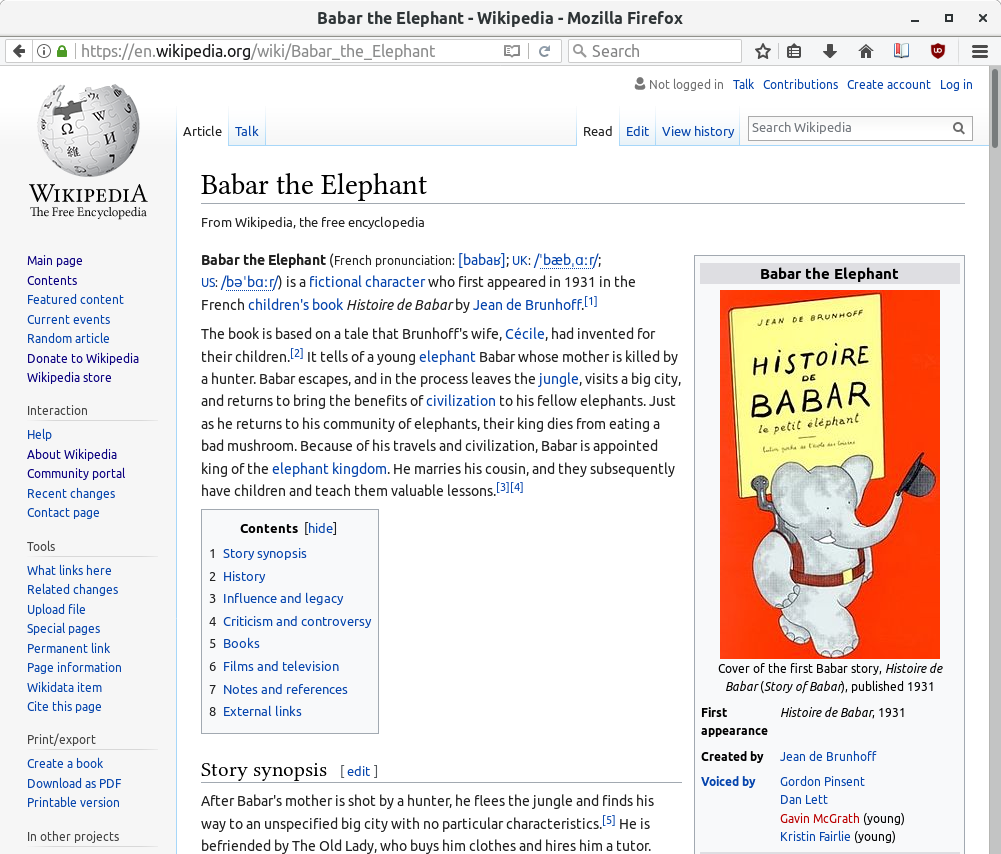 Babar the Elephant - Wikipedia - Mozilla Firefox
https://en.wikipedia.org/wiki/Babar_the_Elephant
Search
Not logged in Talk Contributions Create account Log in
Article Talk
Read Edit View history
Search Wikipedia
WIKIPEDIA
The Free Encyclopedia
Main page
Contents
Featured content
Current events
Random article
Donate to Wikipedia
Wikipedia store
Interaction
Help
About Wikipedia
Community portal
Recent changes
Contact page
Tools
What links here
Related changes
Upload file
Special pages
Permanent link
Page information
Wikidata item
Cite this page
Print/export
Create a book
Download as PDF
Printable version
In other projects
Babar the Elephant
From Wikipedia, the free encyclopedia
Babar the Elephant (French pronunciation: [babaʁ]; UK: /ˈbæbˌɑːr/;
US: /bəˈbɑːr/) is a fictional character who first appeared in 1931 in the
French children's book Histoire de Babar by Jean de Brunhoff.[1]
The book is based on a tale that Brunhoff's wife, Cécile, had invented for
their children.[2] It tells of a young elephant Babar whose mother is killed by
a hunter. Babar escapes, and in the process leaves the jungle, visits a big city,
and returns to bring the benefits of civilization to his fellow elephants. Just
as he returns to his community of elephants, their king dies from eating a
bad mushroom. Because of his travels and civilization, Babar is appointed
king of the elephant kingdom. He marries his cousin, and they subsequently
have children and teach them valuable lessons.[3][4]
Contents [hide]
1 Story synopsis
2 History
3 Influence and legacy
4 Criticism and controversy
5 Books
6 Films and television
7 Notes and references
8 External links
Story synopsis [ edit ]
After Babar's mother is shot by a hunter, he flees the jungle and finds his
way to an unspecified big city with no particular characteristics.[5] He is
befriended by The Old Lady, who buys him clothes and hires him a tutor.
Babar the Elephant
JEAN DE BRUNHOFF
HISTOIRE
DE
BABAR
le petit éléphant
Cover of the first Babar story, Histoire de
Babar (Story of Babar), published 1931
First appearance Histoire de Babar, 1931
Created by Jean de Brunhoff
Voiced by Gordon Pinsent
Dan Lett
Gavin McGrath (young)
Kristin Fairlie (young)